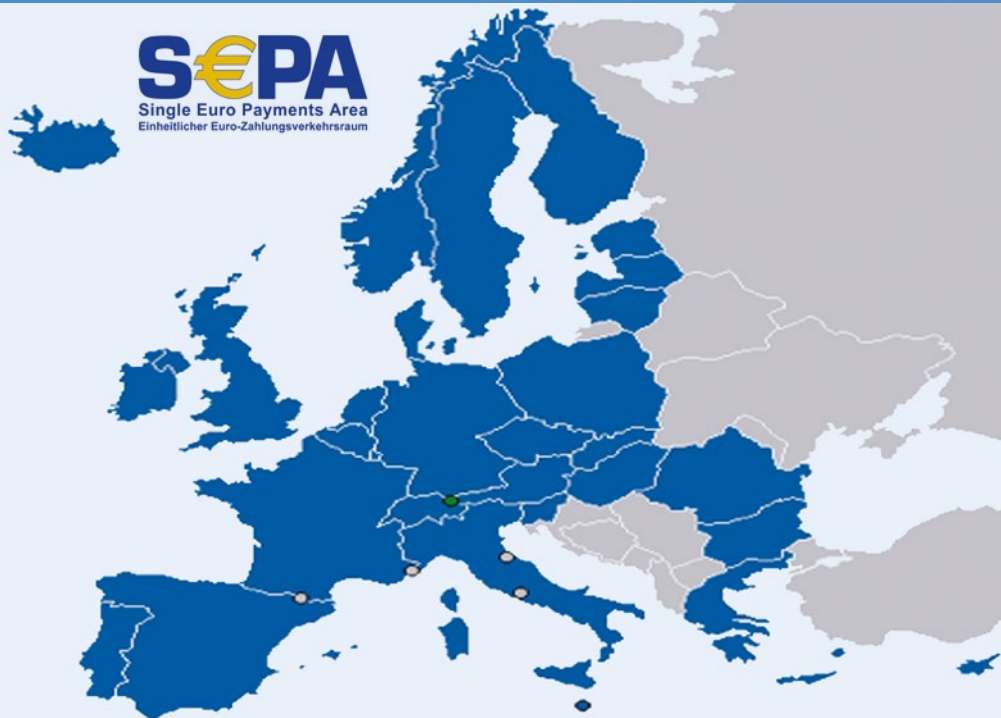 S€PA
Single Euro Payments Area
Einheitlicher Euro-Zahlungsverkehrsraum